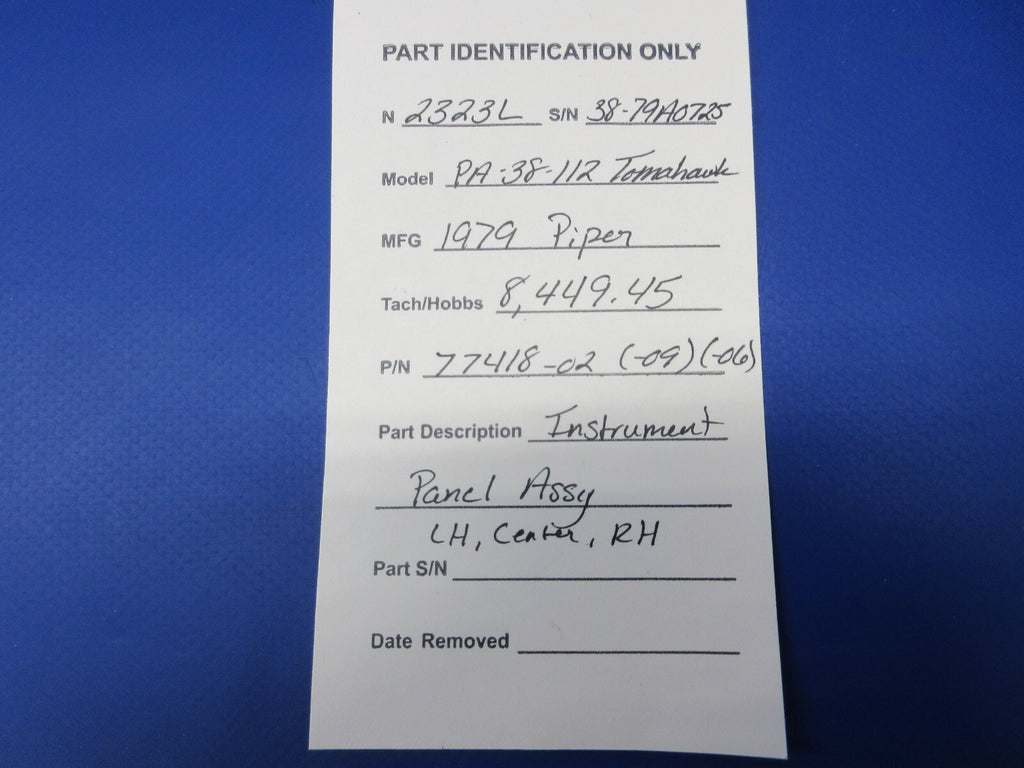 PART IDENTIFICATION ONLY
N 2323L S/N 38-79A0725
Model PA-38-112 Tomahawk
MFG 1979 Piper
Tach/Hobbs 8,449.45
P/N 77418-02 (-09)(-06)
Part Description Instrument
Panel Assy
LH, Center, RH
Part S/N
Date Removed